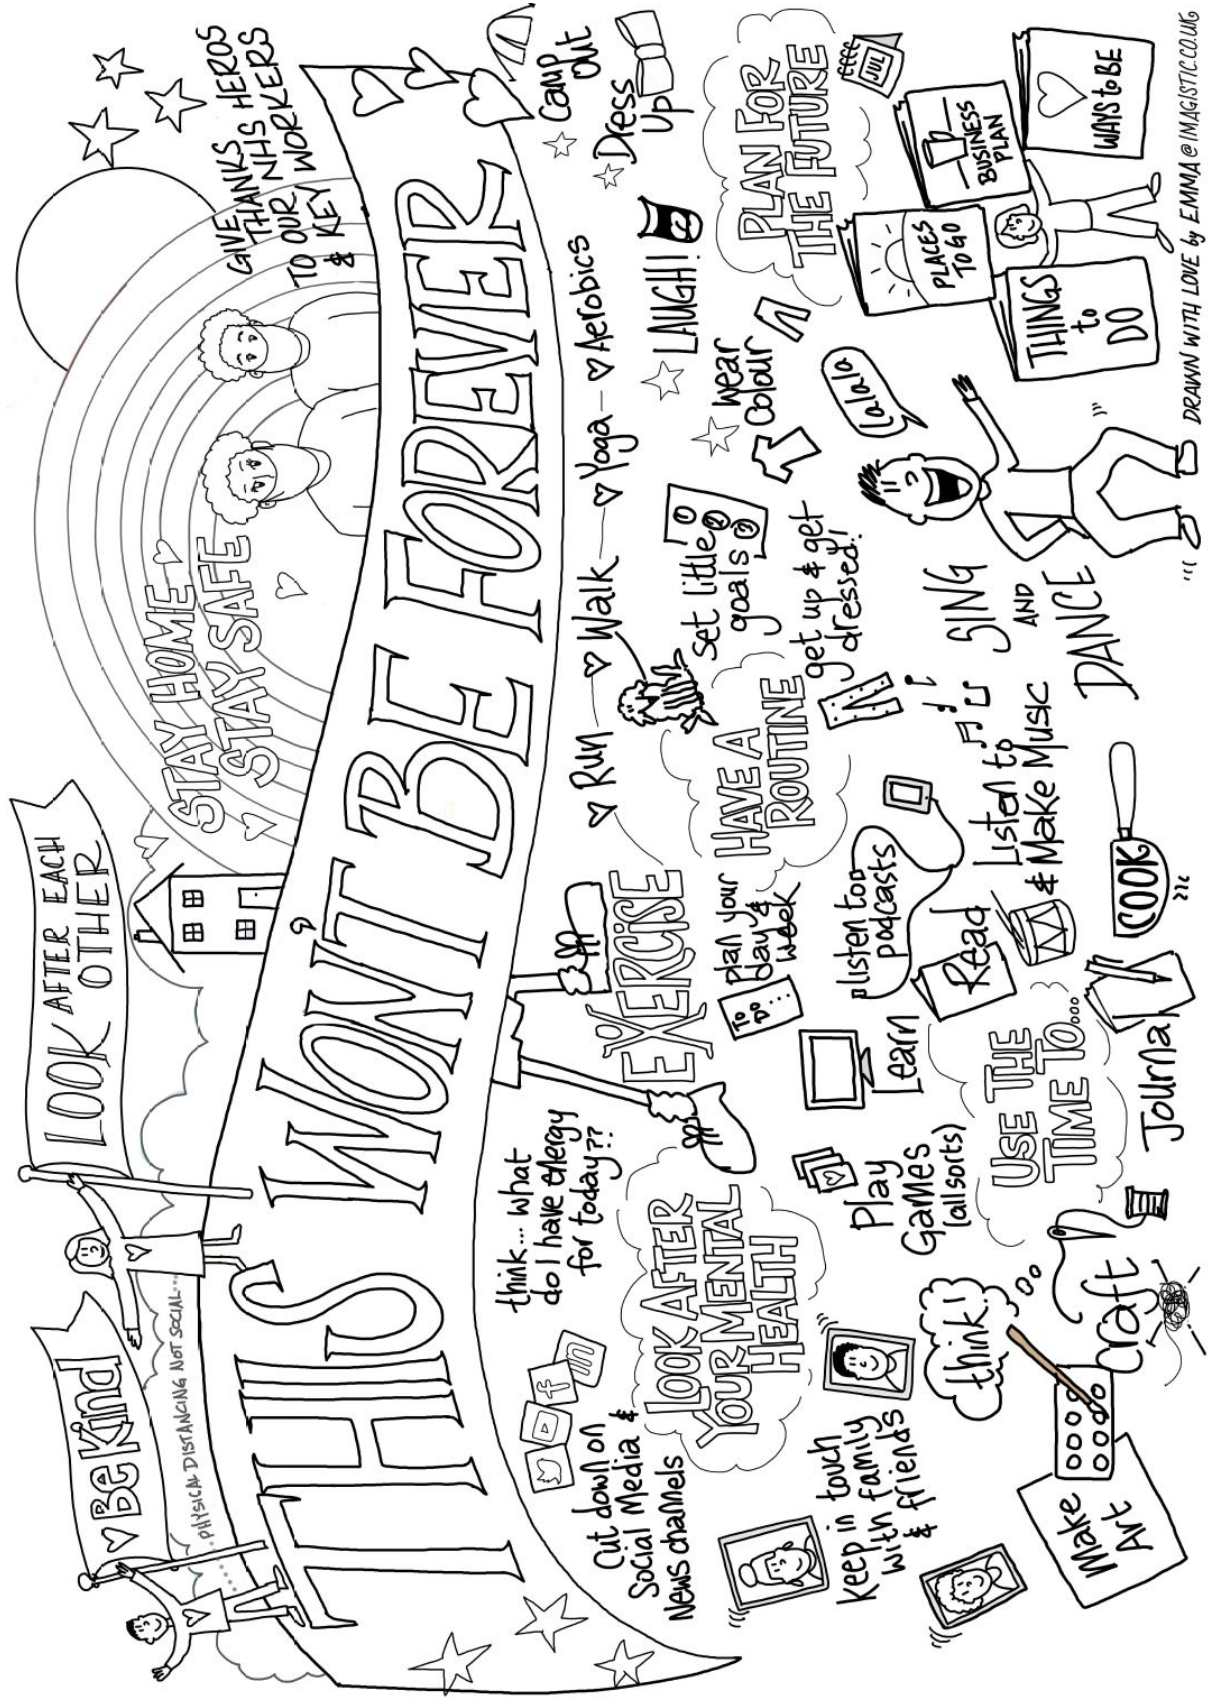 Be kind
LOOK AFTER EACH
OTHER
....PHYSICAL DISTANCING NOT SOCIAL....
STAY HOME
STAY SAFE
GIVE THANKS HEROS
TO OUR NHS
& KEY WORKERS
THIS WON'T BE FOREVER
Cut down on
Social Media &
News channels
f
in
think... what
do I have energy
for today??
LOOK AFTER
YOUR MENTAL
HEALTH
Keep in touch
with family
& friends
EXERCISE
Run
Walk
Yoga
Aerobics
Camp
out
Dress
Up
LAUGH!
HAVE A
ROUTINE
plan your
day &
week
To
Do
set little
goals
1
2
3
get up & get
dressed!
wear
Colour
PLAN FOR
THE FUTURE
JUL
PLACES
TO GO
BUSINESS
PLAN
THINGS
to
DO
WAYS to BE
USE THE
TIME TO....
Play
Games
(all sorts)
Learn
listen to
podcasts
Read
Listen to
& Make Music
SING
AND
DANCE
lalala
COOK
Journal
Craft
think!
Make
Art
DRAWN WITH LOVE by EMMA @ IMAGISTIC.CO.UK